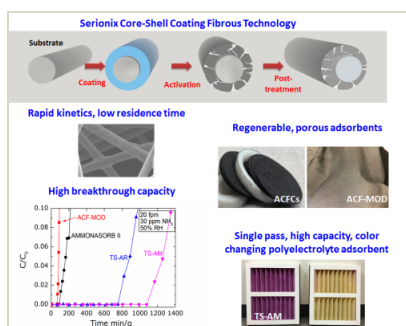 Serionix Core-Shell Coating Fibrous Technology
Substrate
Coating
Activation
Post-
treatment
Rapid kinetics, low residence time
Regenerable, porous adsorbents
ACFCs
ACF-MOD
High breakthrough capacity
C/C₀
0.10
0.08
0.06
0.04
0.02
0.00
ACF-MOD
AMMONASORB II
20 fpm
30 ppm NH₃
50% RH
TS-AR
TS-AM
0 200 400 600 800 1000 1200 1400
Time min/g
Single pass, high capacity, color
changing polyelectrolyte adsorbent
TS-AM